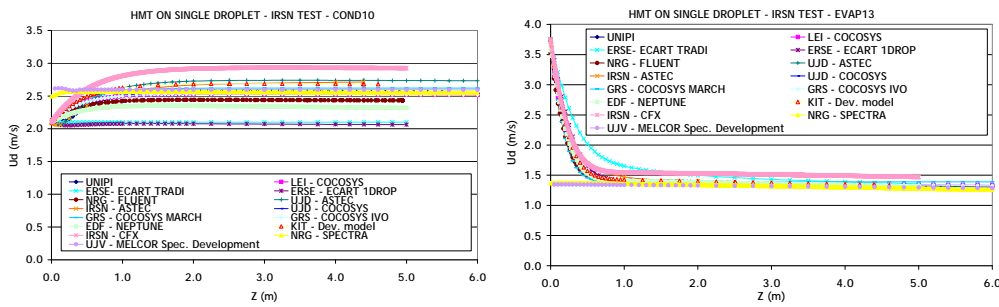 HMT ON SINGLE DROPLET - IRSN TEST - COND10
3.5
3.0
2.5
2.0
1.5
1.0
0.5
0.0
Ud (m/s)
0.0 1.0 2.0 3.0 4.0 5.0 6.0
Z (m)
UNIPI LEI - COCOSYS
ERSE- ECART TRADI ERSE - ECART 1DROP
NRG - FLUENT UJD - ASTEC
IRSN - ASTEC UJD - COCOSYS
GRS - COCOSYS MARCH GRS - COCOSYS IVO
EDF - NEPTUNE KIT - Dev. model
IRSN - CFX NRG - SPECTRA
UJV - MELCOR Spec. Development
HMT ON SINGLE DROPLET - IRSN TEST - EVAP13
4.0
3.5
3.0
2.5
2.0
1.5
1.0
0.5
0.0
Ud (m/s)
0.0 1.0 2.0 3.0 4.0 5.0 6.0
Z (m)
UNIPI LEI - COCOSYS
ERSE - ECART TRADI ERSE - ECART 1DROP
NRG - FLUENT UJD - ASTEC
IRSN - ASTEC UJD - COCOSYS
GRS - COCOSYS MARCH GRS - COCOSYS IVO
EDF - NEPTUNE KIT - Dev. model
IRSN - CFX NRG - SPECTRA
UJV - MELCOR Spec. Development